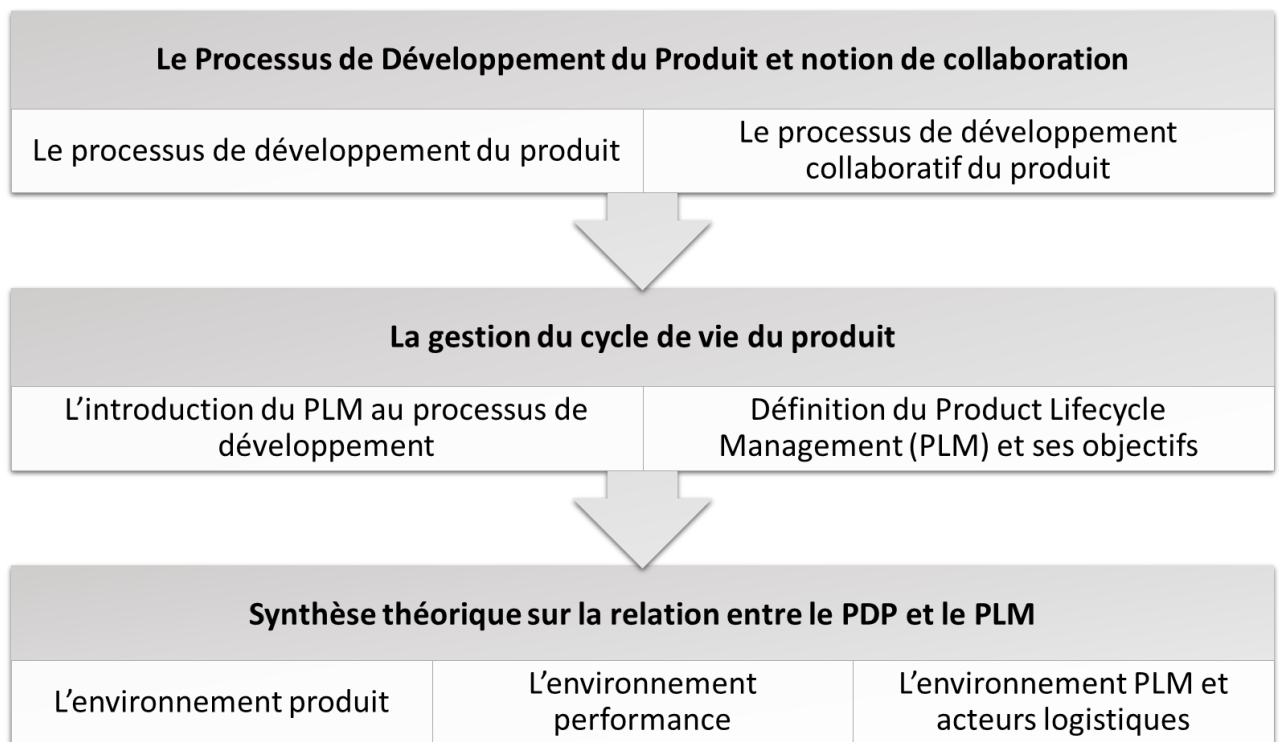 Le Processus de Développement du Produit et notion de collaboration
Le processus de développement du produit
Le processus de développement
collaboratif du produit
La gestion du cycle de vie du produit
L’introduction du PLM au processus de
développement
Définition du Product Lifecycle
Management (PLM) et ses objectifs
Synthèse théorique sur la relation entre le PDP et le PLM
L’environnement produit
L’environnement
performance
L’environnement PLM et
acteurs logistiques